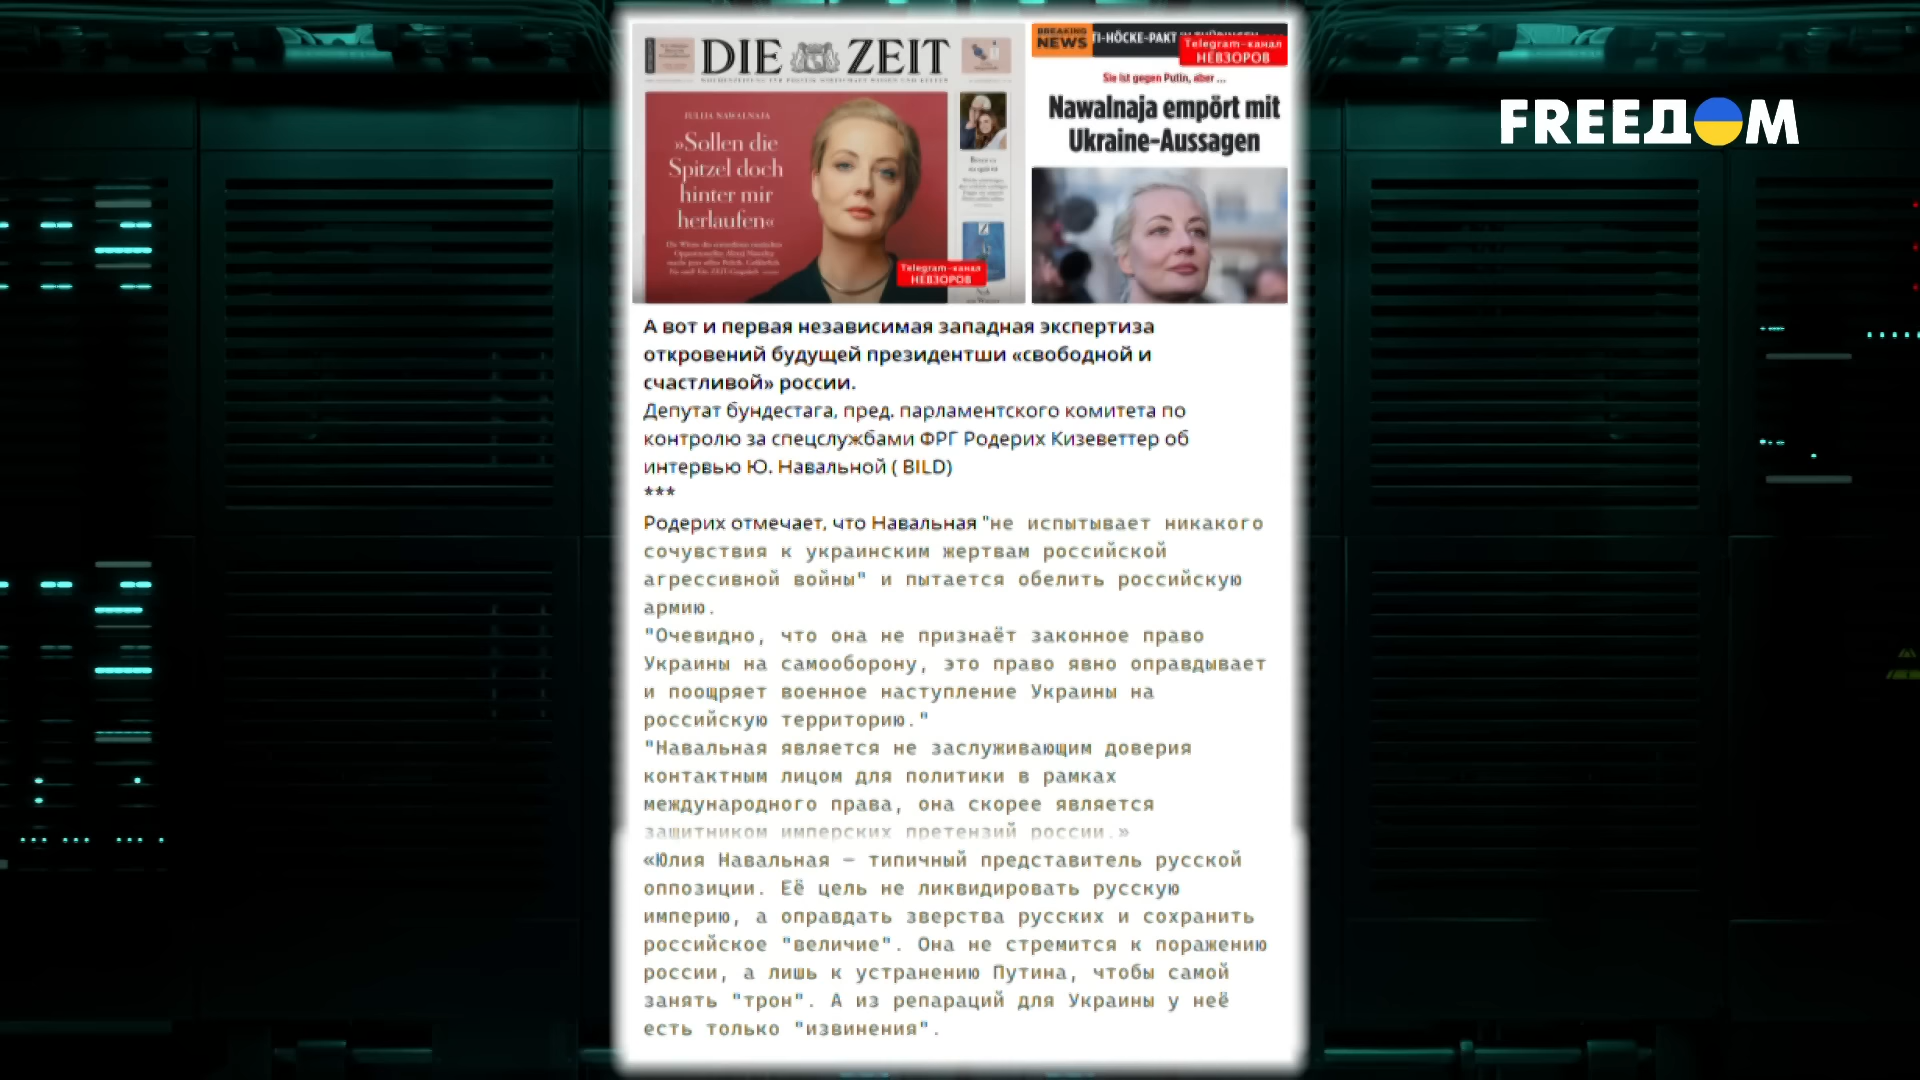 DIE ZEIT
JULIJA NAWALNAJA
»Sollen die
Spitzel doch
hinter mir
herlaufen«
Telegram-канал
НЕВЗОРОВ
BREAKING
NEWS
TI-HÖCKE-PAKT
Telegram-канал
НЕВЗОРОВ
Sie ist gegen Putin, aber ...
Nawalnaja empört mit
Ukraine-Aussagen
FREEДOM
А вот и первая независимая западная экспертиза
откровений будущей президентши «свободной и
счастливой» россии.
Депутат бундестага, пред. парламентского комитета по
контролю за спецслужбами ФРГ Родерих Кизеветтер об
интервью Ю. Навальной ( BILD)
***
Родерих отмечает, что Навальная "не испытывает никакого
сочувствия к украинским жертвам российской
агрессивной войны" и пытается обелить российскую
армию.
"Очевидно, что она не признаёт законное право
Украины на самооборону, это право явно оправдывает
и поощряет военное наступление Украины на
российскую территорию."
"Навальная является не заслуживающим доверия
контактным лицом для политики в рамках
международного права, она скорее является
защитником имперских претензий россии.»
«Юлия Навальная – типичный представитель русской
оппозиции. Её цель не ликвидировать русскую
империю, а оправдать зверства русских и сохранить
российское "величие". Она не стремится к поражению
россии, а лишь к устранению Путина, чтобы самой
занять "трон". А из репараций для Украины у неё
есть только "извинения".